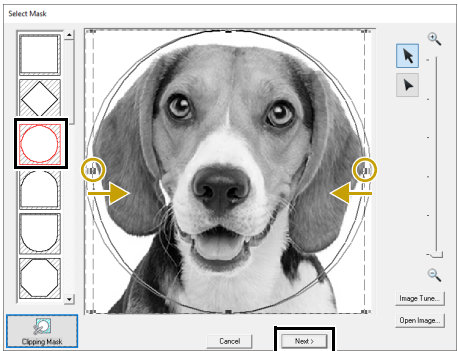 Select Mask
Image Tune...
Open Image...
Clipping Mask
Cancel
Next >